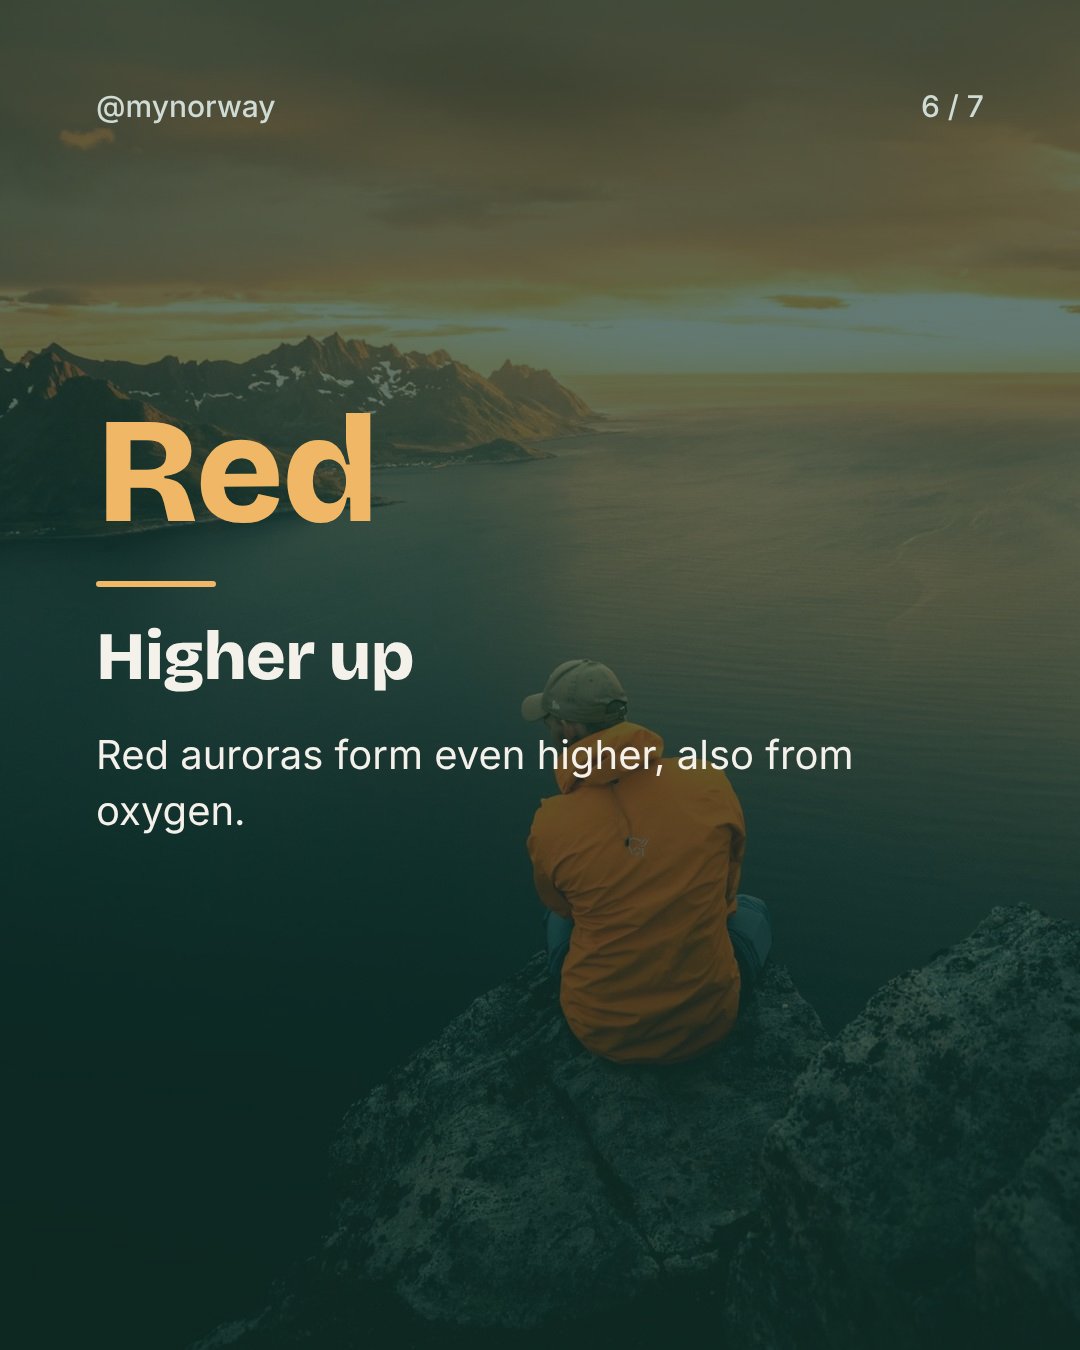 @mynorway
6 / 7
Red
Higher up
Red auroras form even higher, also from
oxygen.